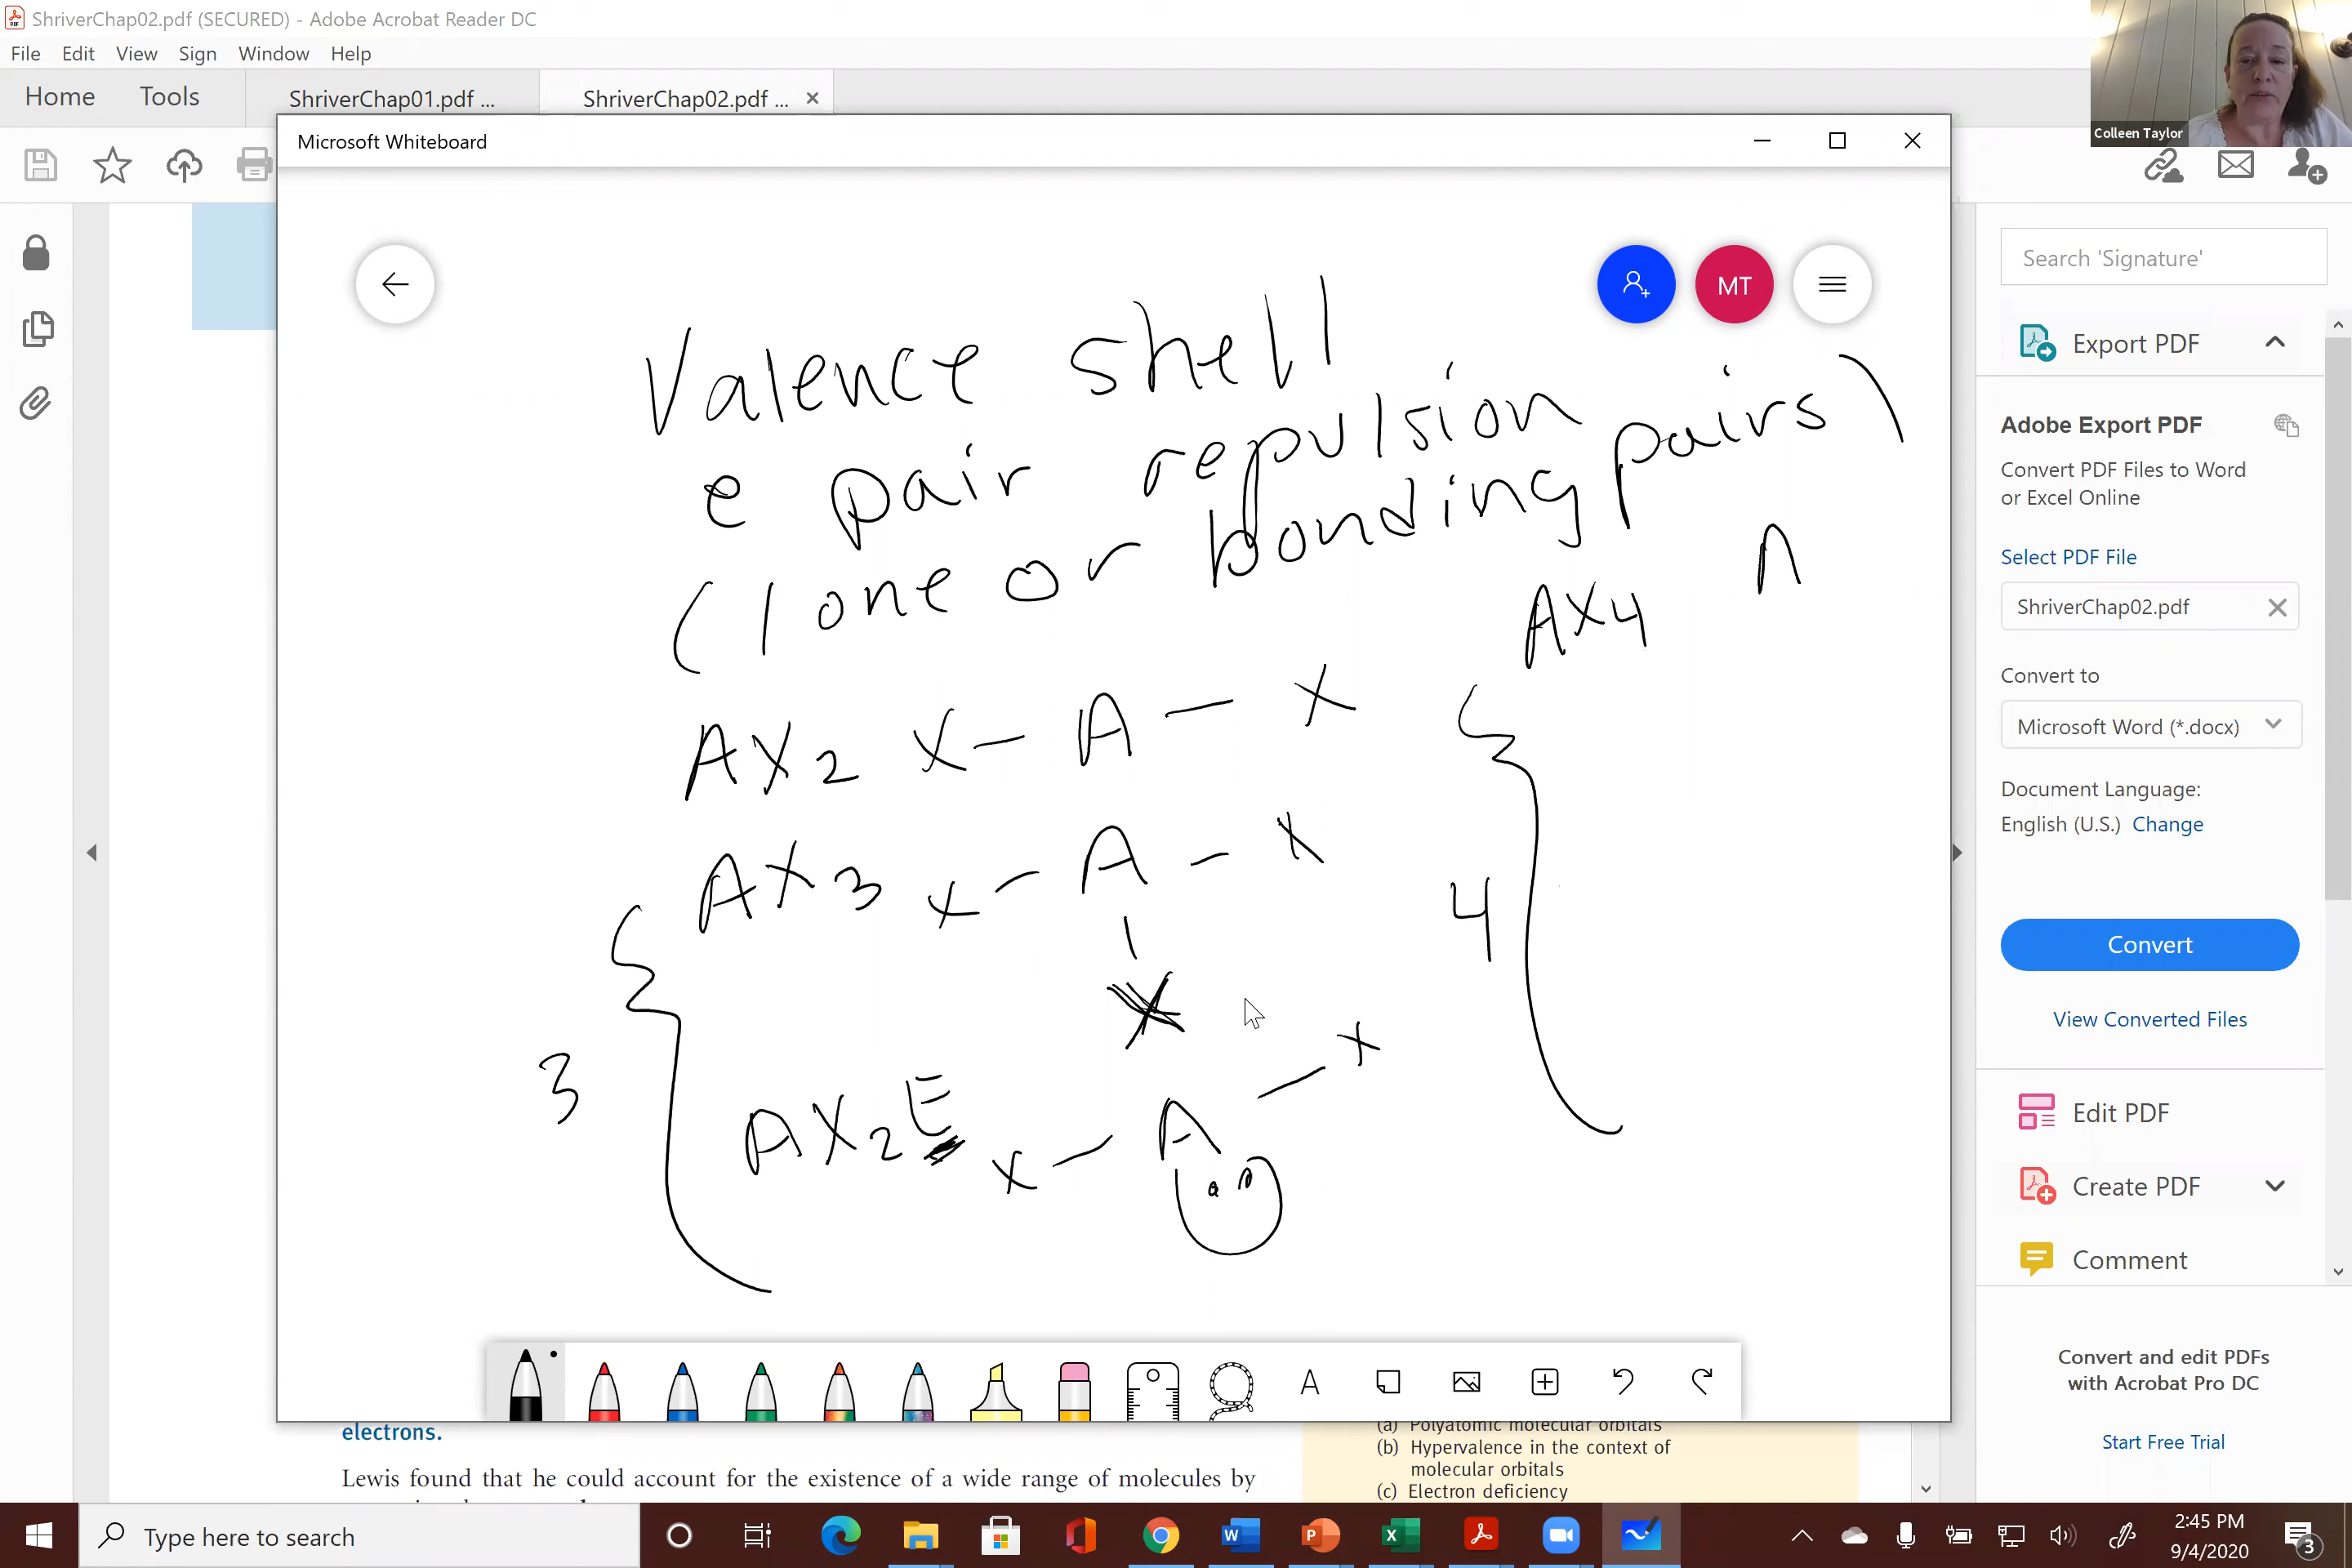 ShriverChap02.pdf (SECURED) - Adobe Acrobat Reader DC
File Edit View Sign Window Help
Home Tools ShriverChap01.pdf ... ShriverChap02.pdf ...
Colleen Taylor
Microsoft Whiteboard
MT
Valence shell
e pair repulsion
(lone or bonding pairs)
AX4
AX2 X - A - X
AX3 X - A - X
X
3
4
AX2E X - A - X
Search 'Signature'
Export PDF
Adobe Export PDF
Convert PDF Files to Word
or Excel Online
Select PDF File
ShriverChap02.pdf
Convert to
Microsoft Word (*.docx)
Document Language:
English (U.S.) Change
Convert
View Converted Files
Edit PDF
Create PDF
Comment
Convert and edit PDFs
with Acrobat Pro DC
Start Free Trial
electrons.
Lewis found that he could account for the existence of a wide range of molecules by
(a) Polyatomic molecular orbitals
(b) Hypervalence in the context of
molecular orbitals
(c) Electron deficiency
Type here to search
2:45 PM
9/4/2020
3